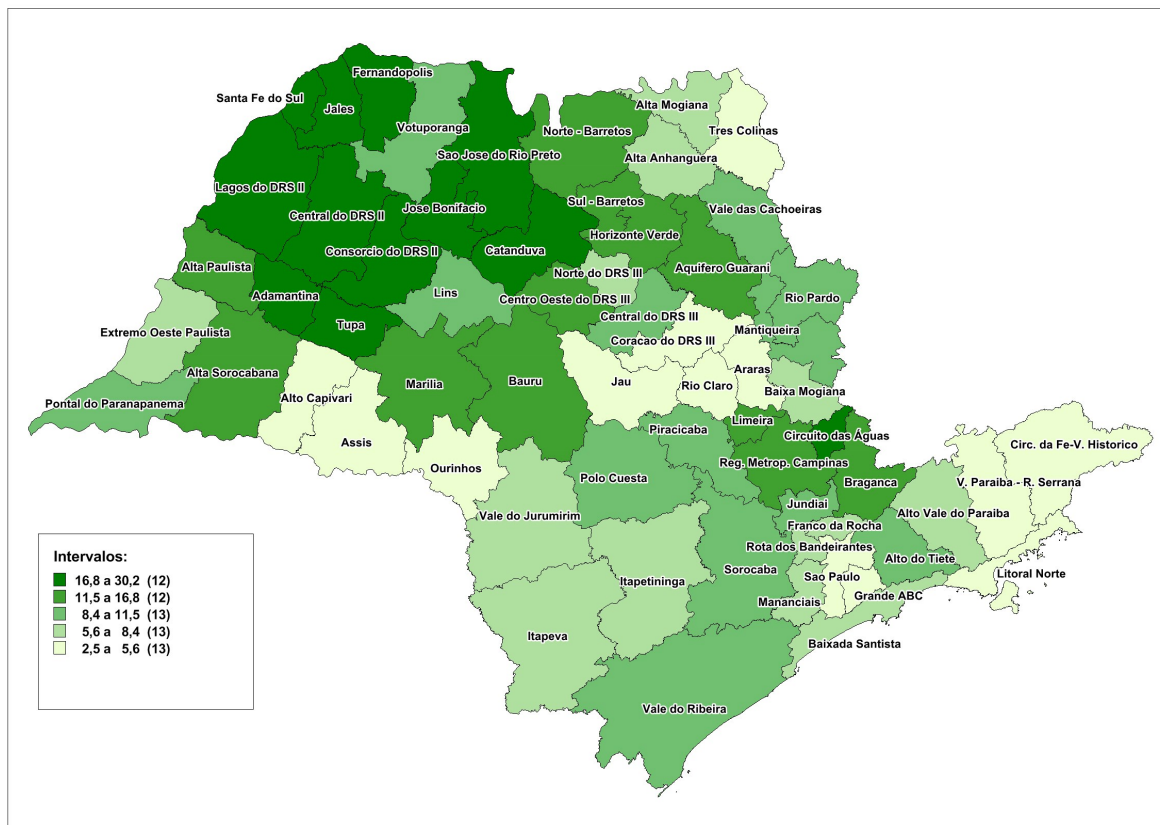 Fernandopolis
Santa Fe do Sul
Jales
Votuporanga
Alta Mogiana
Norte - Barretos
Tres Colinas
Sao Jose do Rio Preto
Alta Anhanguera
Lagos do DRS II
Central do DRS II
Jose Bonifacio
Sul - Barretos
Vale das Cachoeiras
Consorcio do DRS II
Catanduva
Horizonte Verde
Alta Paulista
Norte do DRS III
Aquifero Guarani
Adamantina
Lins
Centro Oeste do DRS III
Rio Pardo
Central do DRS III
Tupa
Extremo Oeste Paulista
Mantiqueira
Coracao do DRS III
Alta Sorocabana
Marilia
Bauru
Jau
Rio Claro
Araras
Baixa Mogiana
Alto Capivari
Pontal do Paranapanema
Assis
Limeira
Piracicaba
Circuito das Águas
Circ. da Fe-V. Historico
Ourinhos
Reg. Metrop. Campinas
Polo Cuesta
Braganca
V. Paraiba - R. Serrana
Jundiai
Vale do Jurumirim
Alto Vale do Paraiba
Franco da Rocha
Rota dos Bandeirantes
Alto do Tiete
Sorocaba
Litoral Norte
Itapetininga
Sao Paulo
Grande ABC
Mananciais
Itapeva
Baixada Santista
Vale do Ribeira
Intervalos:
16,8 a 30,2 (12)
11,5 a 16,8 (12)
8,4 a 11,5 (13)
5,6 a 8,4 (13)
2,5 a 5,6 (13)